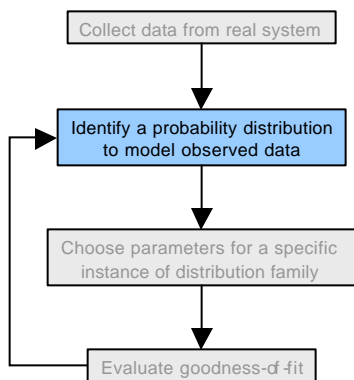 Collect data from real system
Identify a probability distribution
to model observed data
Choose parameters for a specific
instance of distribution family
Evaluate goodness-of-fit